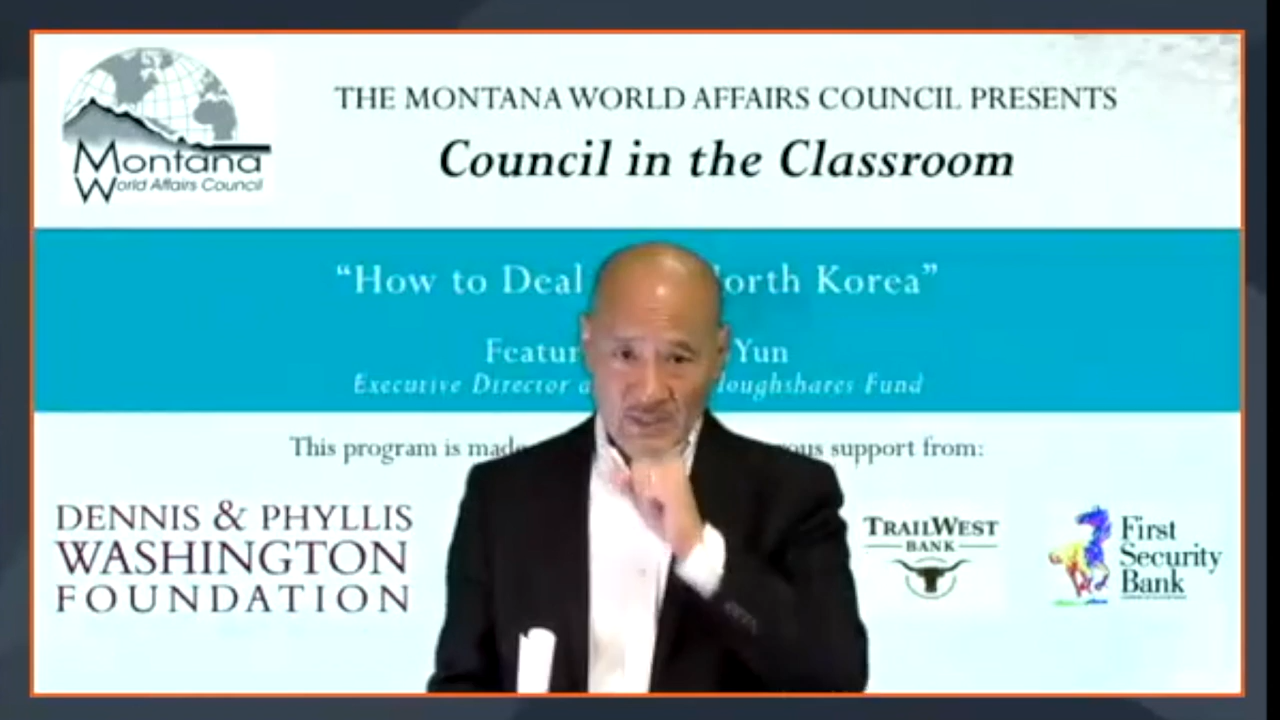 THE MONTANA WORLD AFFAIRS COUNCIL PRESENTS
Council in the Classroom
Montana
World Affairs Council
“How to Deal orth Korea”
Featur Yun
Executive Director a loughshares Fund
This program is made ous support from:
DENNIS & PHYLLIS
WASHINGTON
FOUNDATION
TRAILWEST
BANK
First
Security
Bank